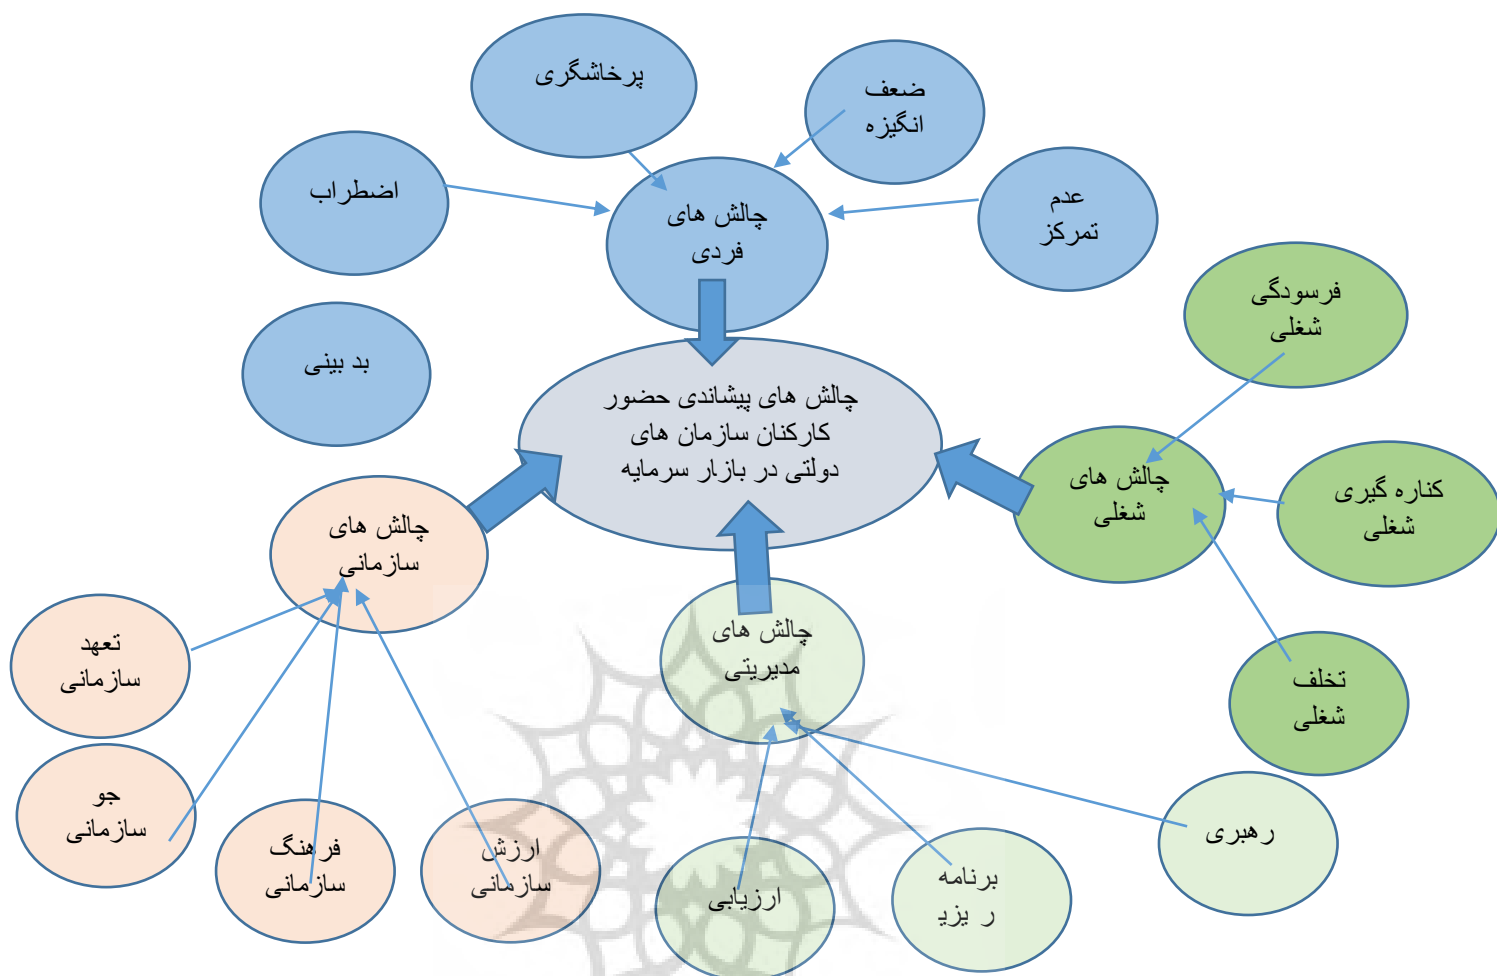 پرخاشگری
ضعف
انگیزه
اضطراب
عدم
تمرکز
چالش های
فردی
فرسودگی
شغلی
بد بینی
چالش های پیشاندی حضور
کارکنان سازمان های
دولتی در بازار سرمایه
چالش های
شغلی
کناره گیری
شغلی
چالش های
سازمانی
تعهد
سازمانی
چالش های
مدیریتی
تخلف
شغلی
جو
سازمانی
فرهنگ
سازمانی
ارزش
سازمانی
ارزیابی
برنامه
ر یزی
رهبری